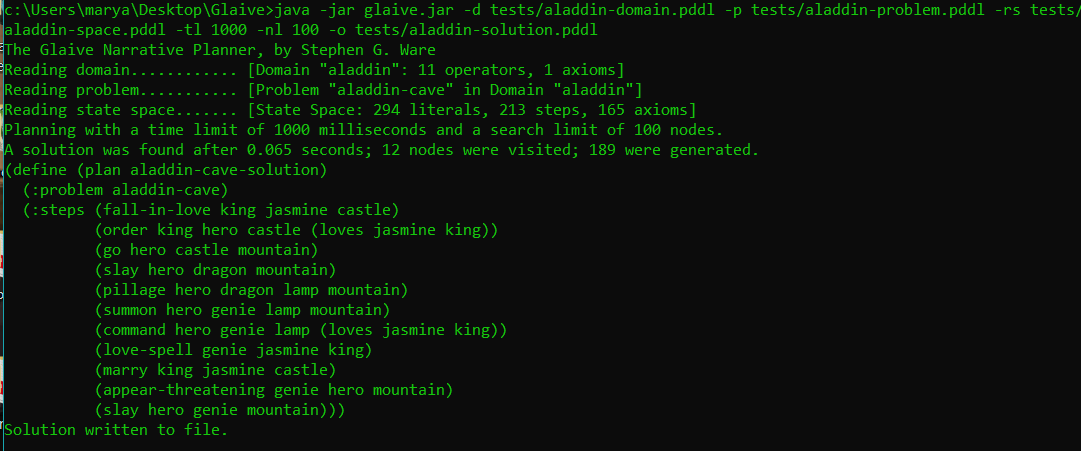 c:\Users\marya\Desktop\Glaive>java -jar glaive.jar -d tests/aladdin-domain.pddl -p tests/aladdin-problem.pddl -rs tests/
aladdin-space.pddl -tl 1000 -nl 100 -o tests/aladdin-solution.pddl
The Glaive Narrative Planner, by Stephen G. Ware
Reading domain............ [Domain "aladdin": 11 operators, 1 axioms]
Reading problem........... [Problem "aladdin-cave" in Domain "aladdin"]
Reading state space....... [State Space: 294 literals, 213 steps, 165 axioms]
Planning with a time limit of 1000 milliseconds and a search limit of 100 nodes.
A solution was found after 0.065 seconds; 12 nodes were visited; 189 were generated.
(define (plan aladdin-cave-solution)
  (:problem aladdin-cave)
  (:steps (fall-in-love king jasmine castle)
          (order king hero castle (loves jasmine king))
          (go hero castle mountain)
          (slay hero dragon mountain)
          (pillage hero dragon lamp mountain)
          (summon hero genie lamp mountain)
          (command hero genie lamp (loves jasmine king))
          (love-spell genie jasmine king)
          (marry king jasmine castle)
          (appear-threatening genie hero mountain)
          (slay hero genie mountain)))
Solution written to file.